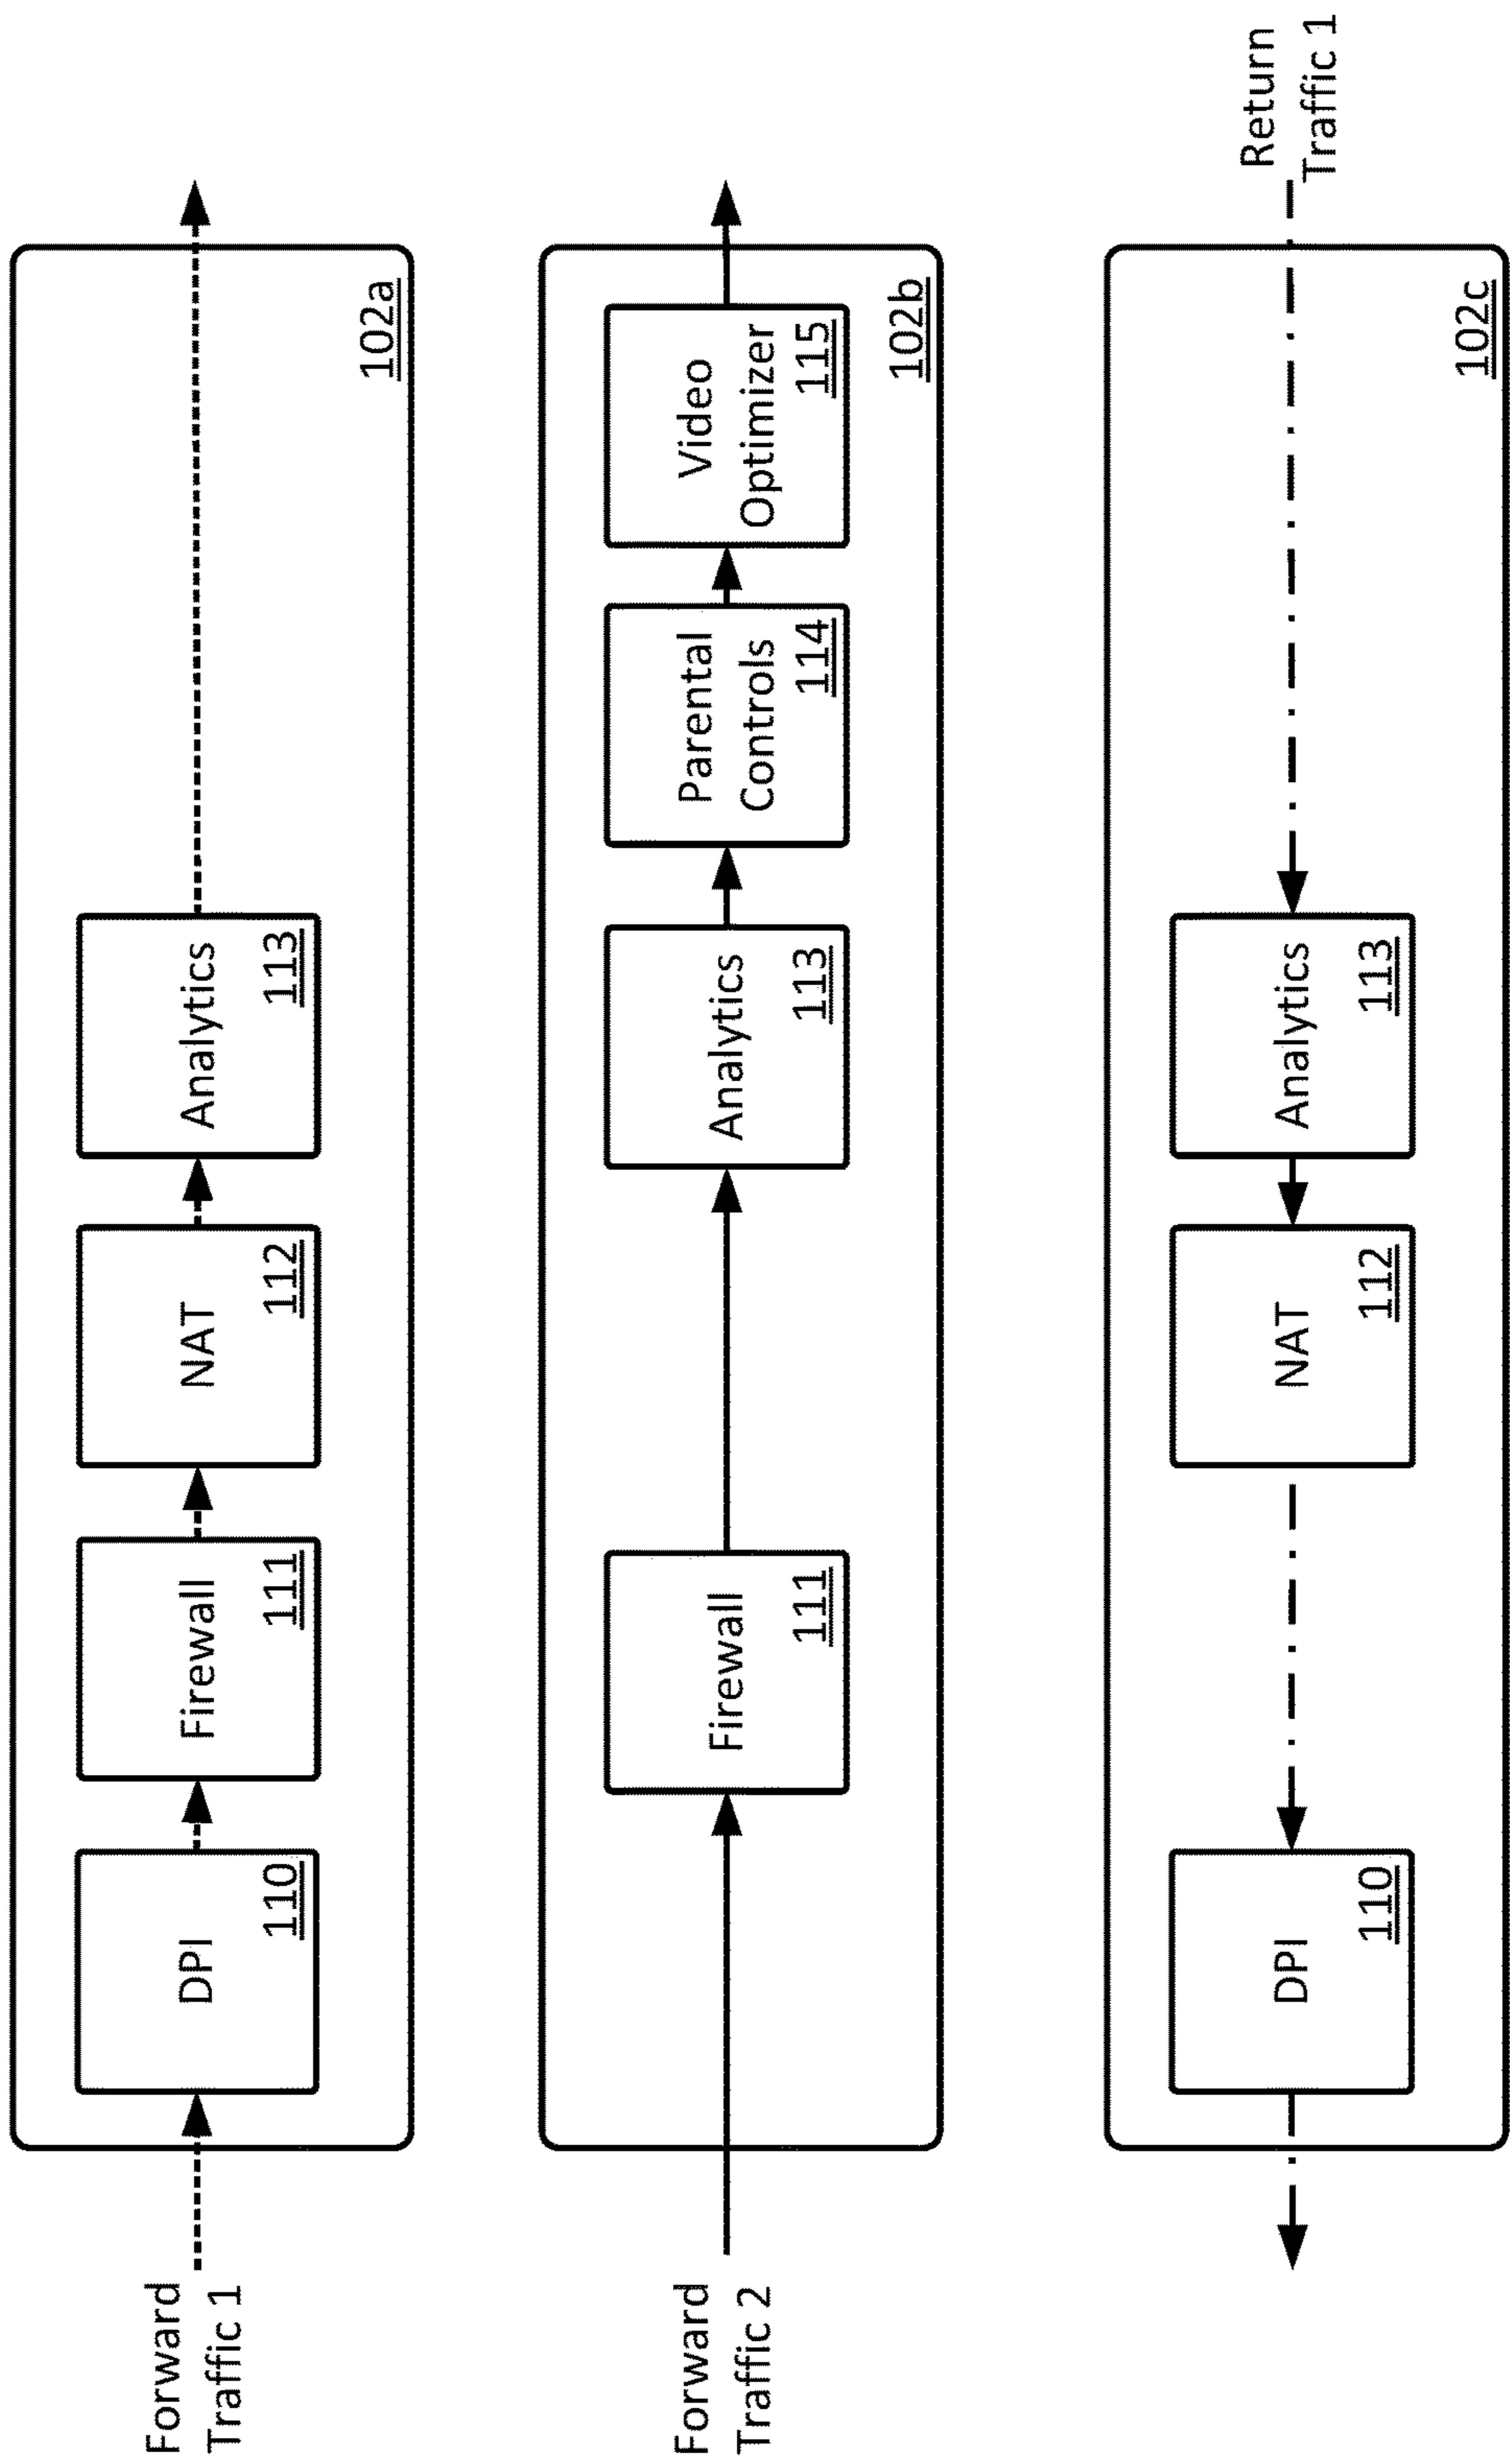 Forward
Traffic 1
DPI
110
Firewall
111
NAT
112
Analytics
113
102a
Forward
Traffic 2
Firewall
111
Analytics
113
Parental
Controls
114
Video
Optimizer
115
102b
Return
Traffic 1
DPI
110
NAT
112
Analytics
113
102c